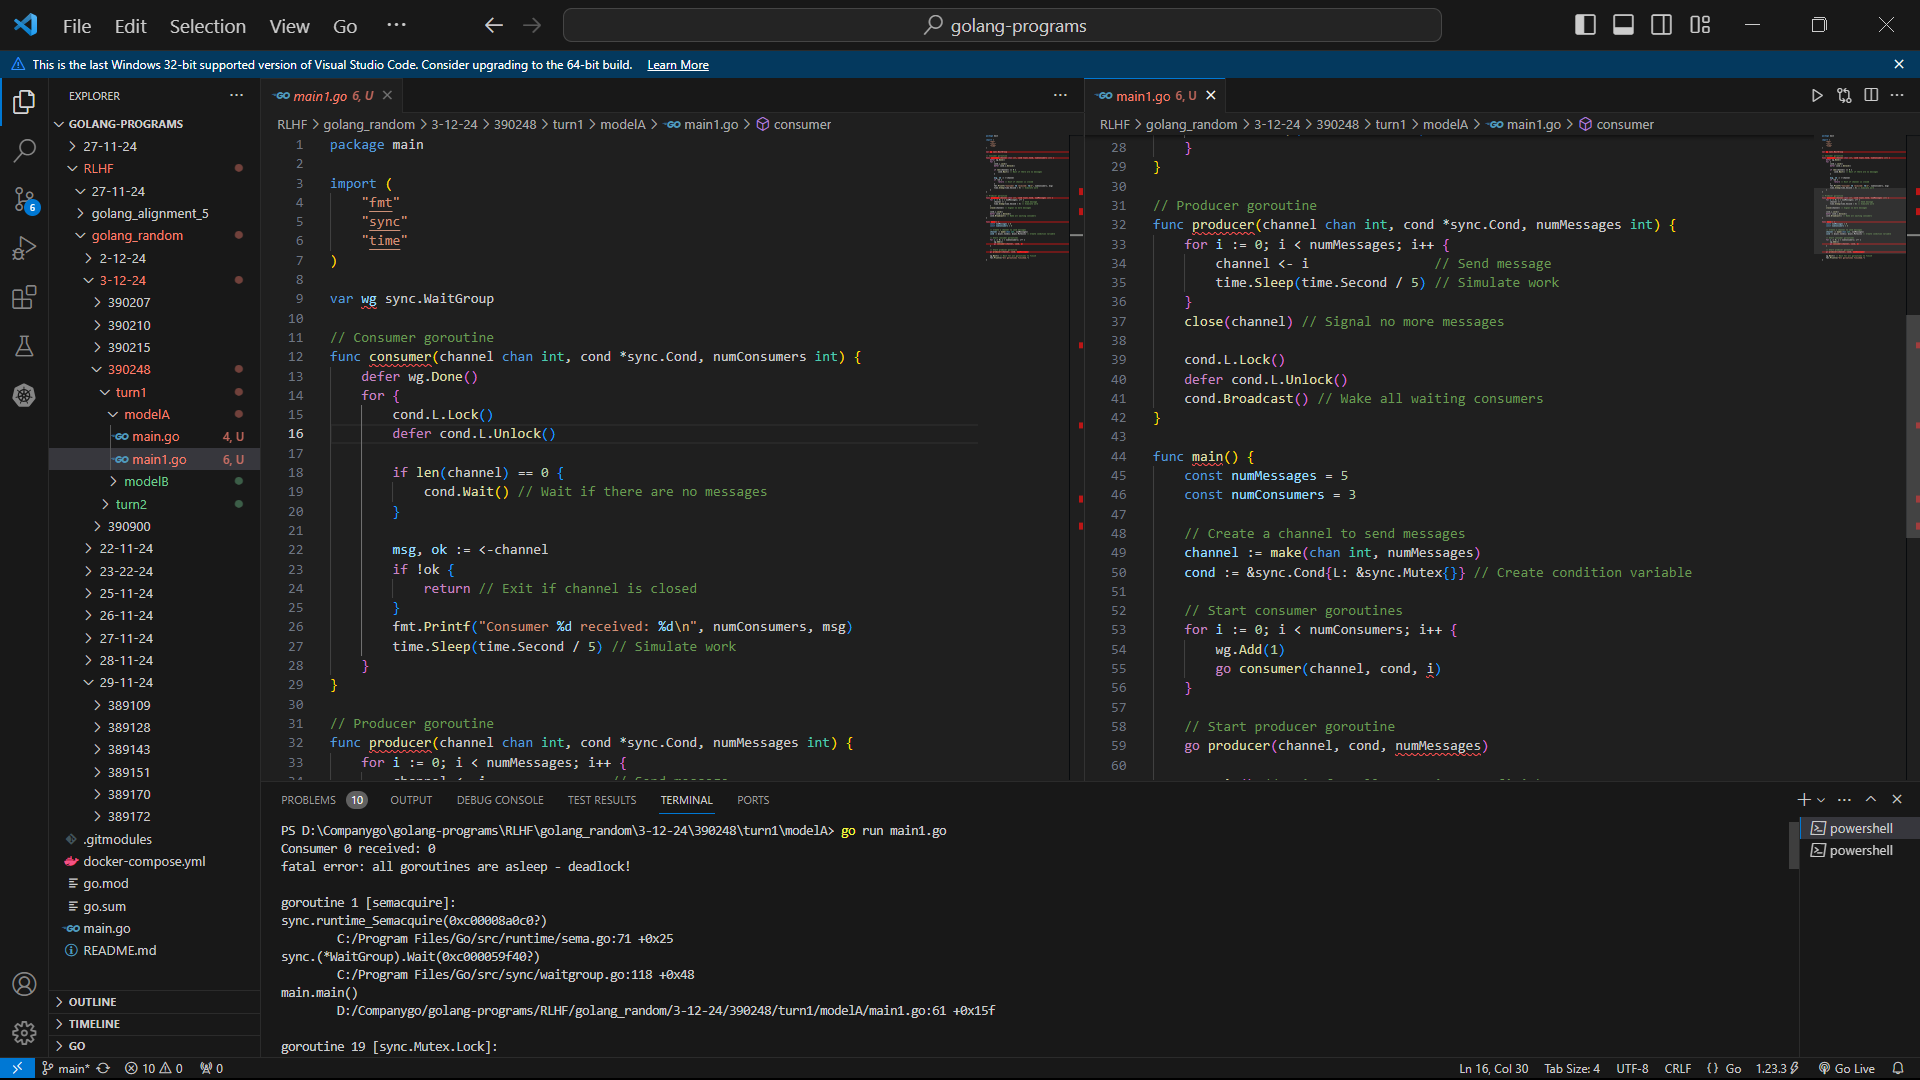 File Edit Selection View Go ···
golang-programs
This is the last Windows 32-bit supported version of Visual Studio Code. Consider upgrading to the 64-bit build. Learn More
EXPLORER
GOLANG-PROGRAMS
27-11-24
RLHF
27-11-24
golang_alignment_5
golang_random
2-12-24
3-12-24
390207
390210
390215
390248
turn1
modelA
main.go 4, U
main1.go 6, U
modelB
turn2
390900
22-11-24
23-22-24
25-11-24
26-11-24
27-11-24
28-11-24
29-11-24
389109
389128
389143
389151
389170
389172
.gitmodules
docker-compose.yml
go.mod
go.sum
main.go
README.md
OUTLINE
TIMELINE
GO
6
main1.go 6, U
RLHF > golang_random > 3-12-24 > 390248 > turn1 > modelA > main1.go > consumer
1 package main
2
3 import (
4 "fmt"
5 "sync"
6 "time"
7 )
8
9 var wg sync.WaitGroup
10
11 // Consumer goroutine
12 func consumer(channel chan int, cond *sync.Cond, numConsumers int) {
13 defer wg.Done()
14 for {
15 cond.L.Lock()
16 defer cond.L.Unlock()
17
18 if len(channel) == 0 {
19 cond.Wait() // Wait if there are no messages
20 }
21
22 msg, ok := <-channel
23 if !ok {
24 return // Exit if channel is closed
25 }
26 fmt.Printf("Consumer %d received: %d\n", numConsumers, msg)
27 time.Sleep(time.Second / 5) // Simulate work
28 }
29 }
30
31 // Producer goroutine
32 func producer(channel chan int, cond *sync.Cond, numMessages int) {
33 for i := 0; i < numMessages; i++ {
main1.go 6, U
RLHF > golang_random > 3-12-24 > 390248 > turn1 > modelA > main1.go > consumer
28 }
29 }
30
31 // Producer goroutine
32 func producer(channel chan int, cond *sync.Cond, numMessages int) {
33 for i := 0; i < numMessages; i++ {
34 channel <- i // Send message
35 time.Sleep(time.Second / 5) // Simulate work
36 }
37 close(channel) // Signal no more messages
38
39 cond.L.Lock()
40 defer cond.L.Unlock()
41 cond.Broadcast() // Wake all waiting consumers
42 }
43
44 func main() {
45 const numMessages = 5
46 const numConsumers = 3
47
48 // Create a channel to send messages
49 channel := make(chan int, numMessages)
50 cond := &sync.Cond{L: &sync.Mutex{}} // Create condition variable
51
52 // Start consumer goroutines
53 for i := 0; i < numConsumers; i++ {
54 wg.Add(1)
55 go consumer(channel, cond, i)
56 }
57
58 // Start producer goroutine
59 go producer(channel, cond, numMessages)
60
PROBLEMS 10 OUTPUT DEBUG CONSOLE TEST RESULTS TERMINAL PORTS
PS D:\Companygo\golang-programs\RLHF\golang_random\3-12-24\390248\turn1\modelA> go run main1.go
Consumer 0 received: 0
fatal error: all goroutines are asleep - deadlock!
goroutine 1 [semacquire]:
sync.runtime_Semacquire(0xc00008a0c0?)
C:/Program Files/Go/src/runtime/sema.go:71 +0x25
sync.(*WaitGroup).Wait(0xc000059f40?)
C:/Program Files/Go/src/sync/waitgroup.go:118 +0x48
main.main()
D:/Companygo/golang-programs/RLHF/golang_random/3-12-24/390248/turn1/modelA/main1.go:61 +0x15f
goroutine 19 [sync.Mutex.Lock]:
powershell
powershell
main* 10 0 0
Ln 16, Col 30 Tab Size: 4 UTF-8 CRLF {} Go 1.23.3 Go Live